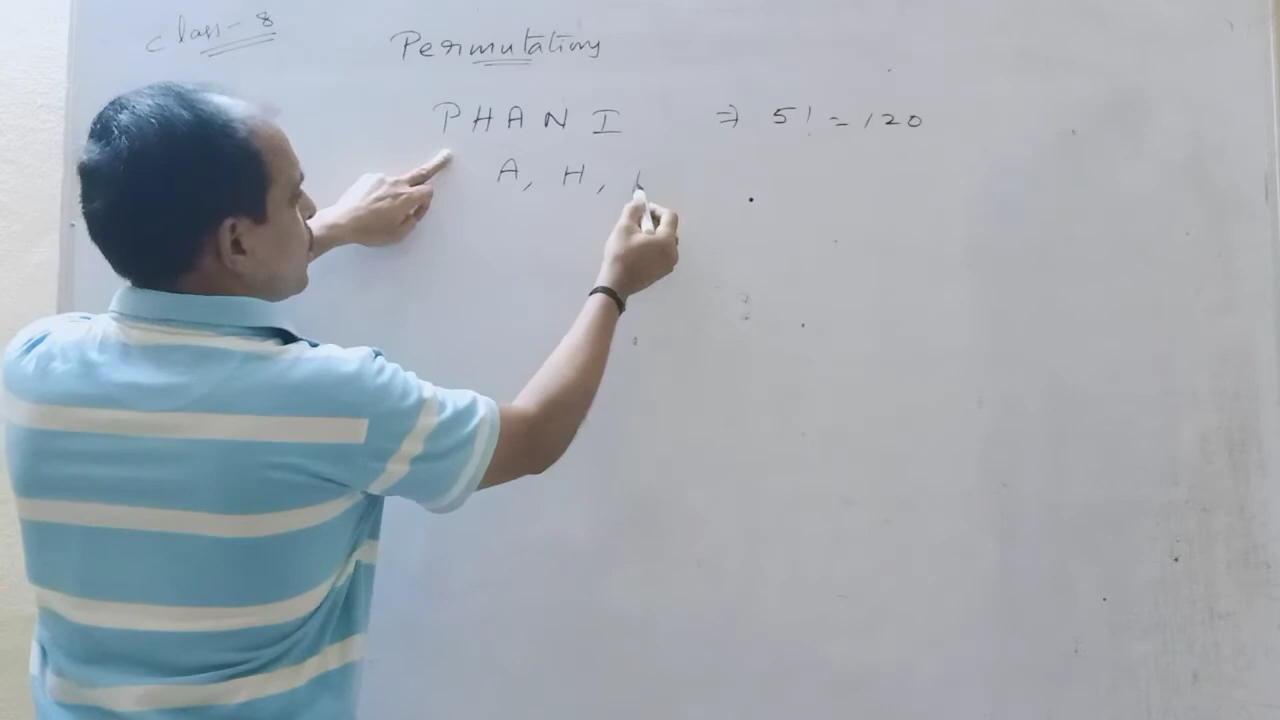 class-8
Permutations
PHANI ⇒ 5! = 120
A, H,